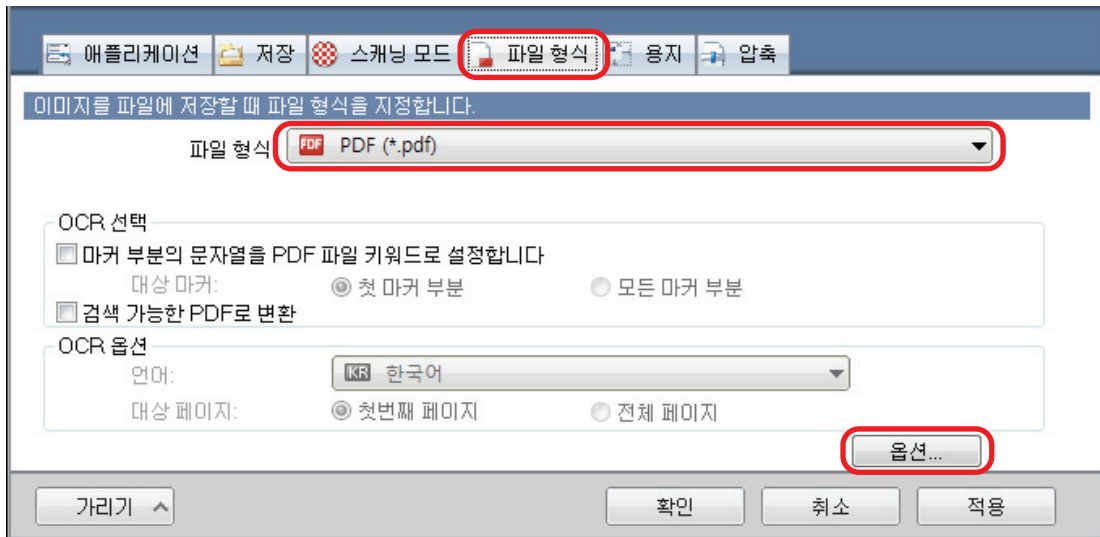 애플리케이션 저장 스캐닝 모드 파일 형식 용지 압축
이미지를 파일에 저장할 때 파일 형식을 지정합니다.
파일 형식 PDF PDF (*.pdf)
OCR 선택
마커 부분의 문자열을 PDF 파일 키워드로 설정합니다
대상 마커: 첫 마커 부분 모든 마커 부분
검색 가능한 PDF로 변환
OCR 옵션
언어: KR 한국어
대상 페이지: 첫번째 페이지 전체 페이지
옵션...
가리기 확인 취소 적용